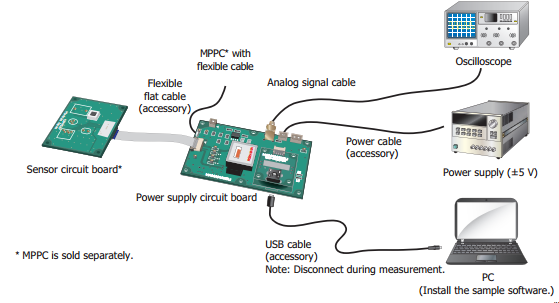 MPPC* with
flexible cable
Analog signal cable
Oscilloscope
Flexible
flat cable
(accessory)
Power cable
(accessory)
Power supply (±5 V)
Sensor circuit board*
Power supply circuit board
USB cable
(accessory)
Note: Disconnect during measurement.
* MPPC is sold separately.
PC
(Install the sample software.)